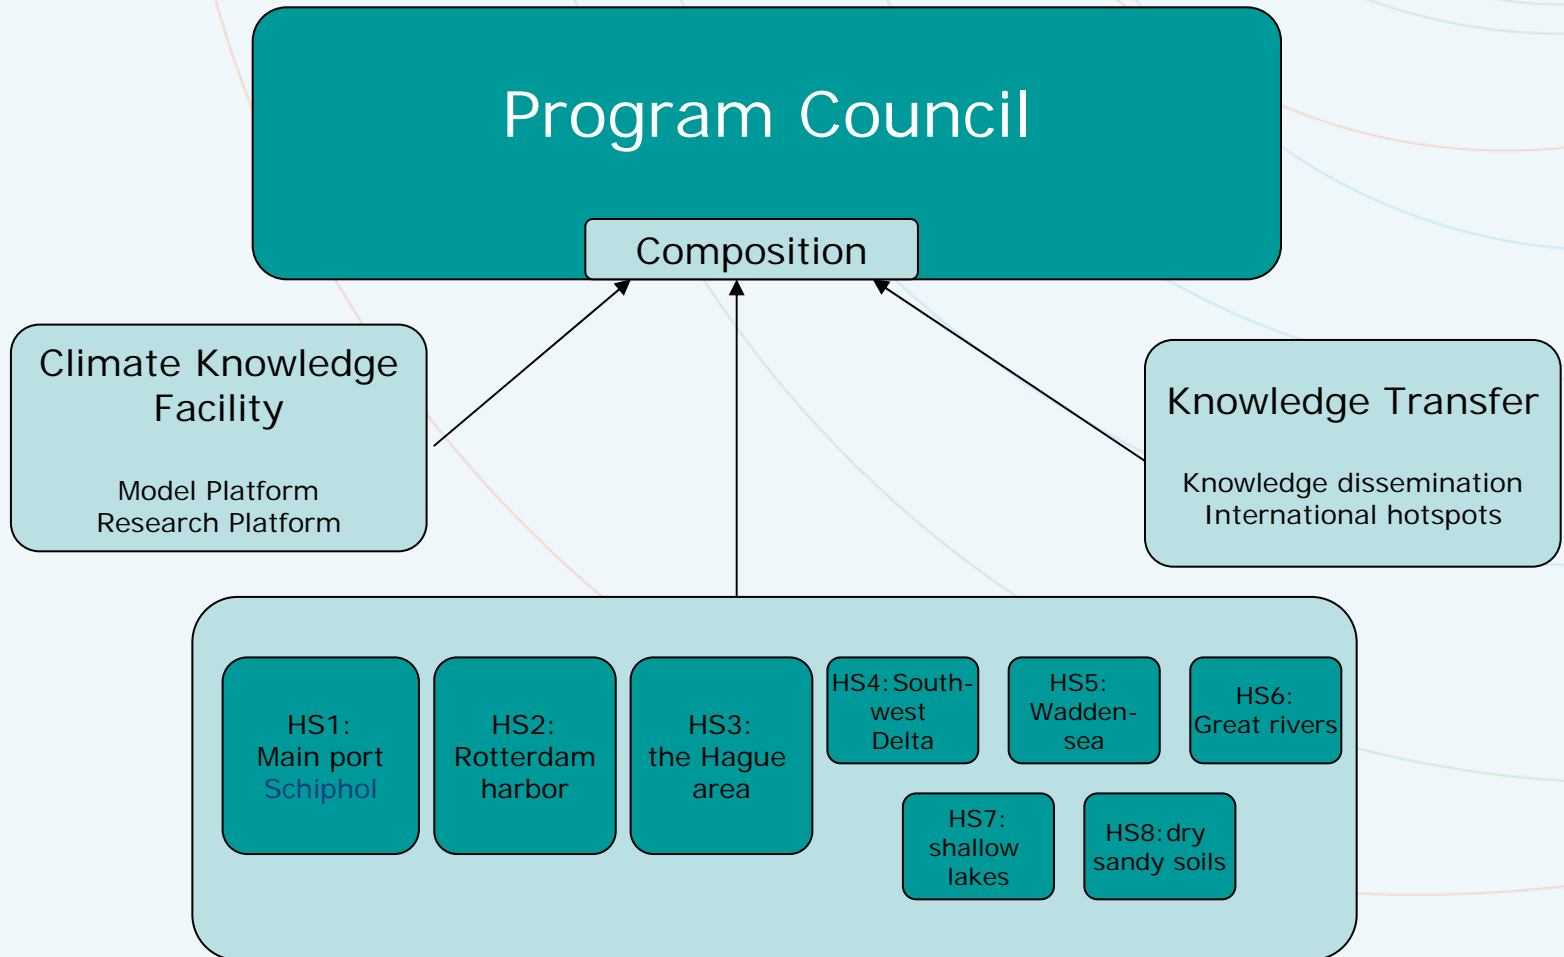 Program Council
Composition
Climate Knowledge
Facility
Model Platform
Research Platform
Knowledge Transfer
Knowledge dissemination
International hotspots
HS1:
Main port
Schiphol
HS2:
Rotterdam
harbor
HS3:
the Hague
area
HS4:South-
west
Delta
HS5:
Wadden-
sea
HS6:
Great rivers
HS7:
shallow
lakes
HS8:dry
sandy soils